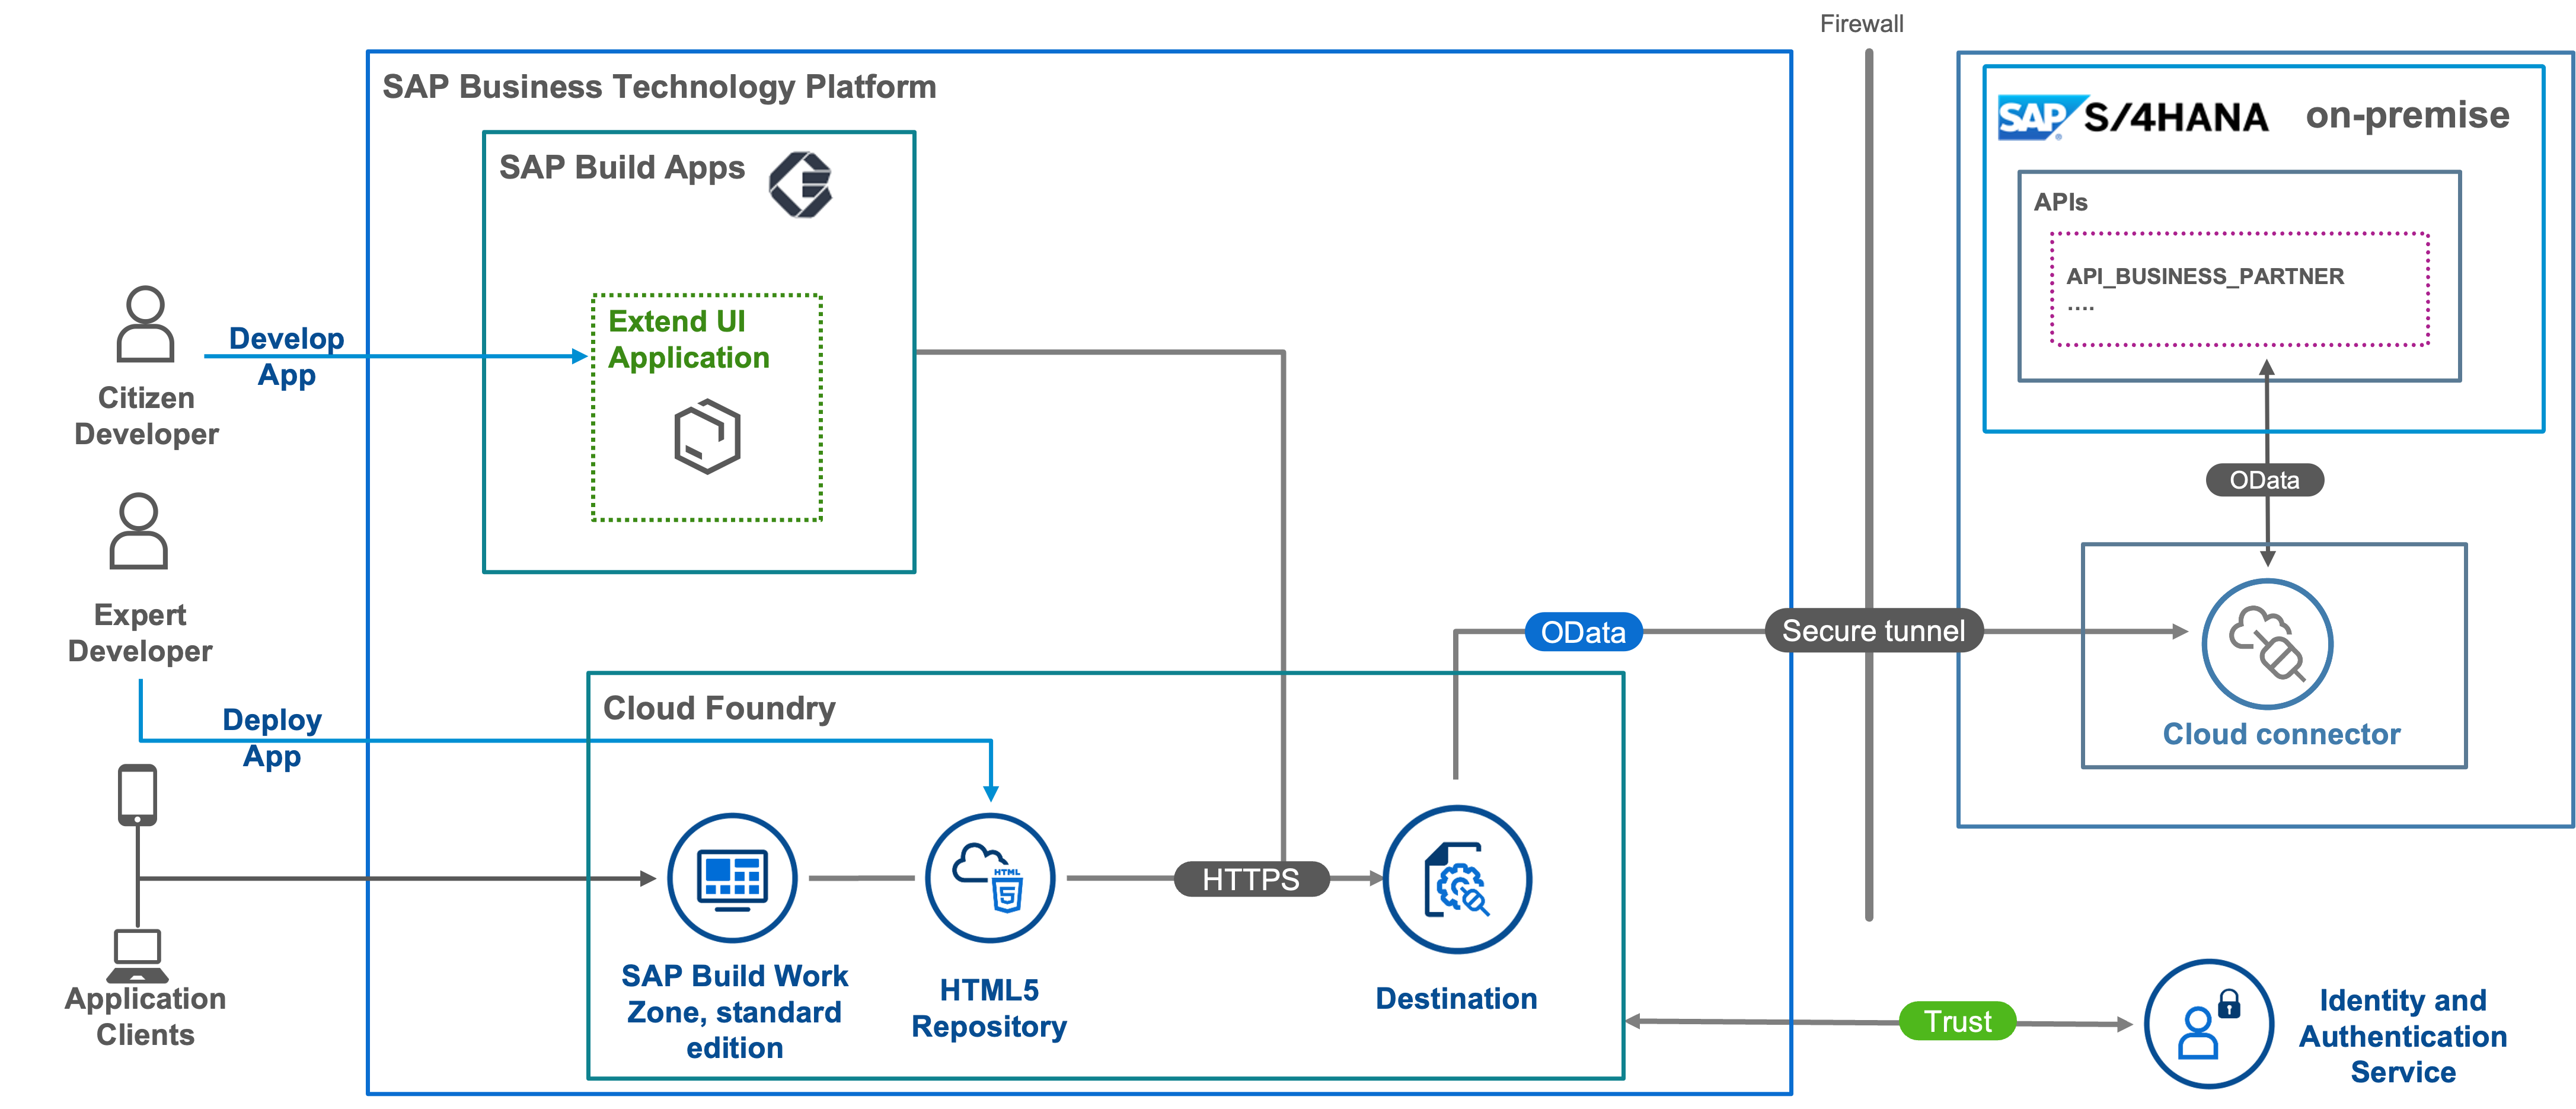 Firewall
SAP Business Technology Platform
SAP Build Apps
Extend UI
Application
Develop
App
Citizen
Developer
Expert
Developer
Deploy
App
Application
Clients
Cloud Foundry
SAP Build Work
Zone, standard
edition
HTML
5
HTML5
Repository
HTTPS
Destination
OData
Secure tunnel
SAP S/4HANA on-premise
APIs
API_BUSINESS_PARTNER
....
OData
Cloud connector
Trust
Identity and
Authentication
Service